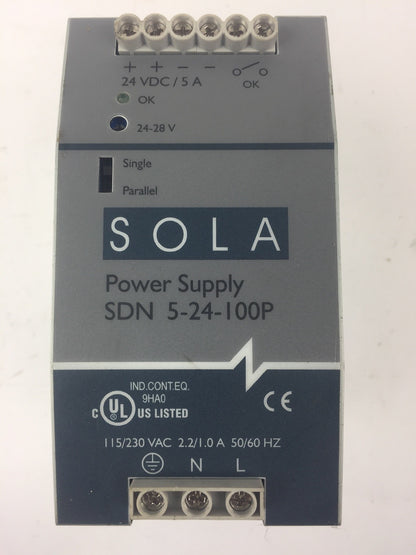 + + − −
24 VDC / 5 A
OK
OK
24-28 V
Single
Parallel
SOLA
Power Supply
SDN 5-24-100P
IND.CONT.EQ.
9HA0
C UL US LISTED
CE
115/230 VAC 2.2/1.0 A 50/60 HZ
N L